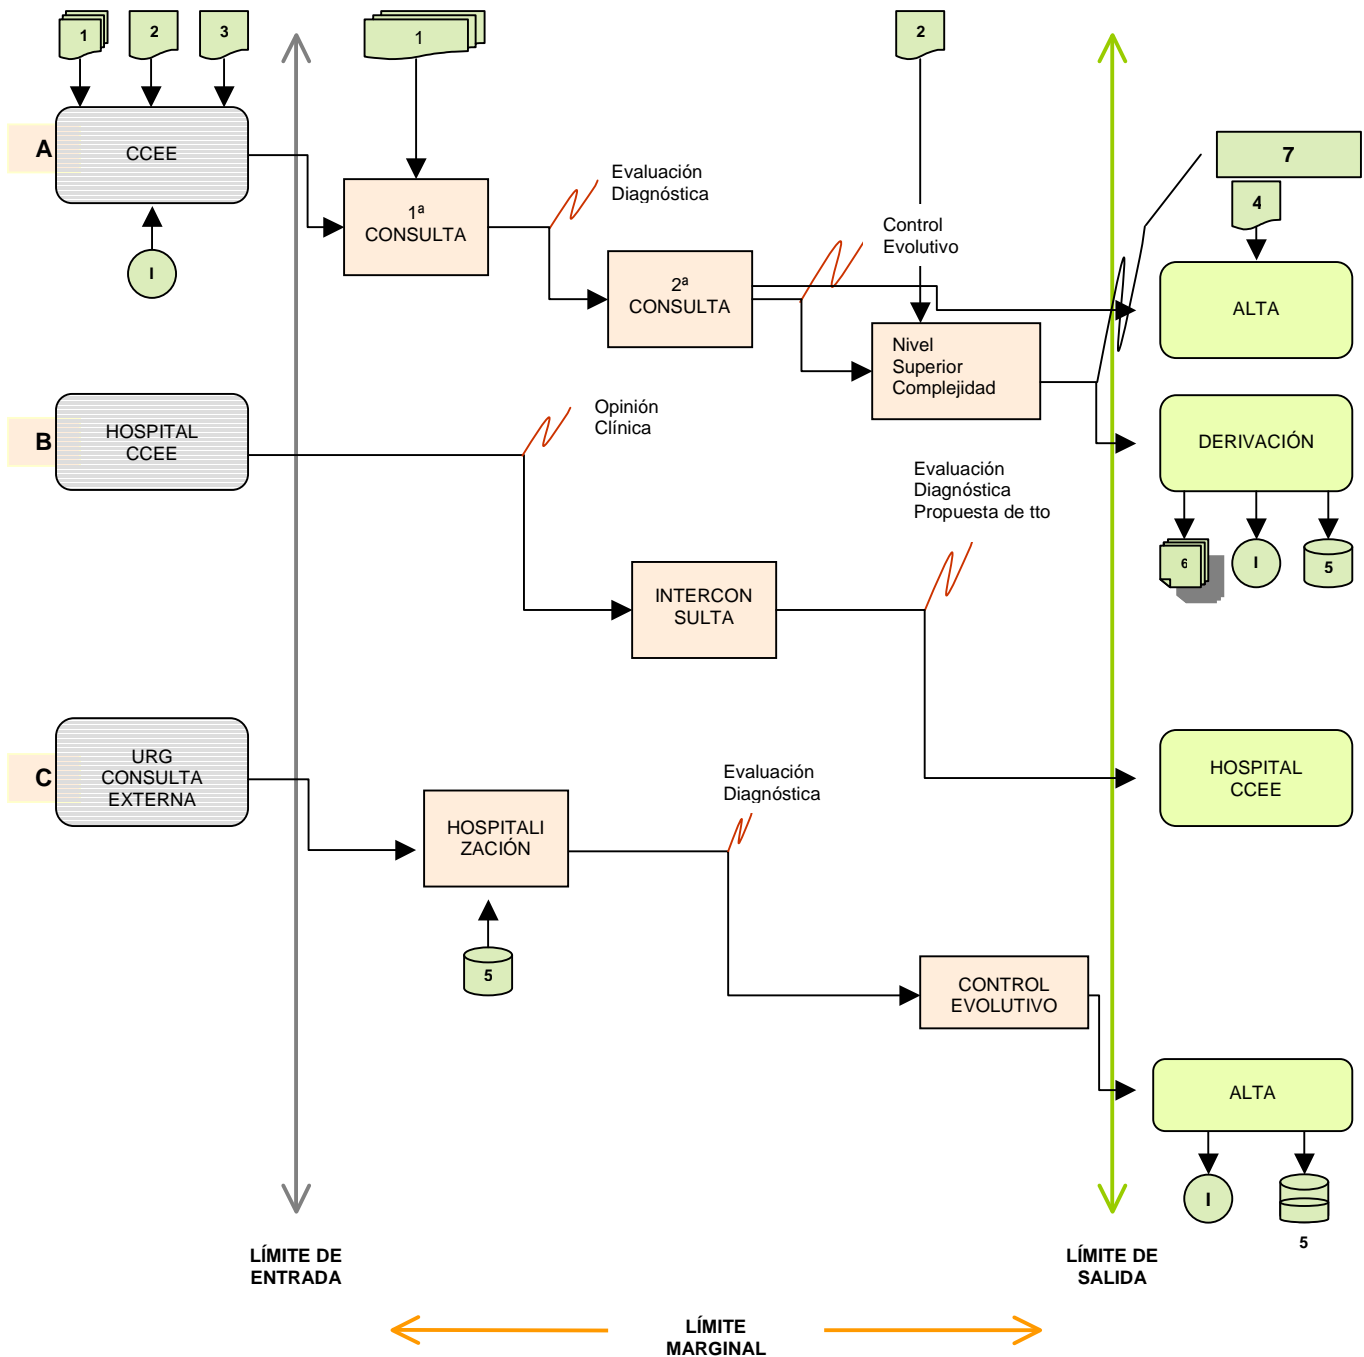 1
2
3
1
2
A
CCEE
I
1ª
CONSULTA
Evaluación
Diagnóstica
2ª
CONSULTA
Control
Evolutivo
Nivel
Superior
Complejidad
7
4
ALTA
B
HOSPITAL
CCEE
Opinión
Clínica
DERIVACIÓN
6
I
5
Evaluación
Diagnóstica
Propuesta de tto
INTERCON
SULTA
C
URG
CONSULTA
EXTERNA
HOSPITALI
ZACIÓN
5
Evaluación
Diagnóstica
HOSPITAL
CCEE
CONTROL
EVOLUTIVO
ALTA
I
5
LÍMITE DE
ENTRADA
LÍMITE DE
SALIDA
LÍMITE
MARGINAL